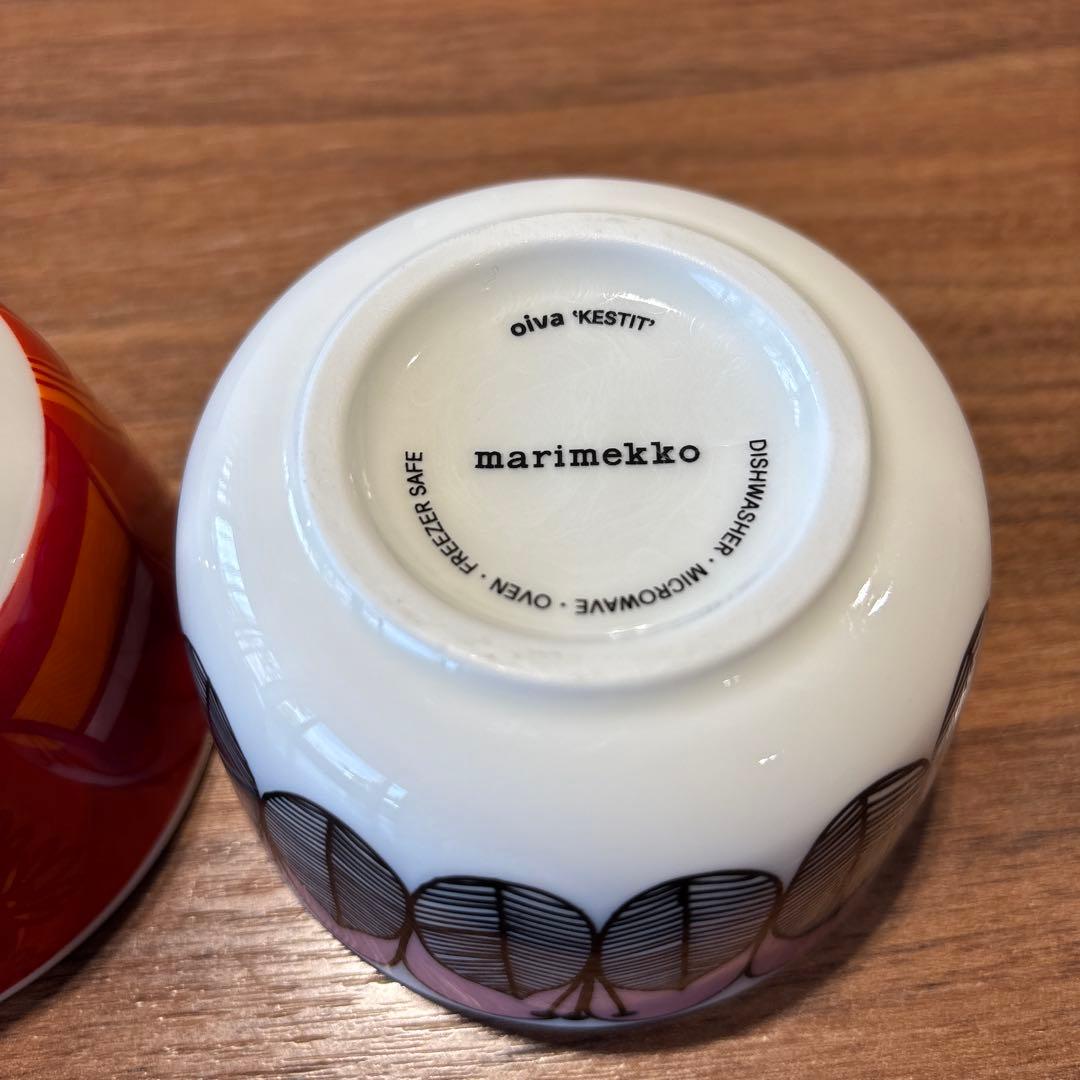 oiva ‘KESTIT’
marimekko
DISHWASHER · MICROWAVE · OVEN · FREEZER SAFE